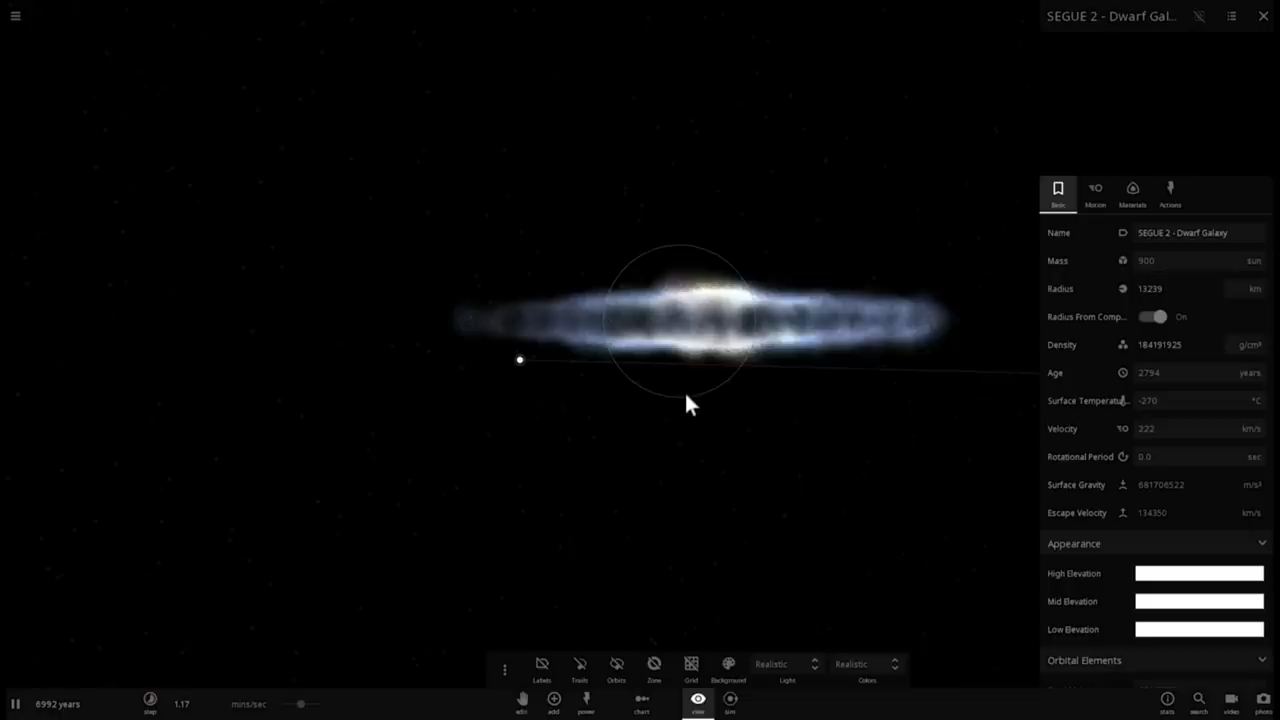 SEGUE 2 - Dwarf Gal...
Basic
Motion
Materials
Actions
Name SEGUE 2 - Dwarf Galaxy
Mass 900 sun
Radius 13239 km
Radius From Comp... On
Density 184191925 g/cm³
Age 2794 years
Surface Temperatu... -270 °C
Velocity 222 km/s
Rotational Period 0.0 sec
Surface Gravity 681706522 m/s²
Escape Velocity 134350 km/s
Appearance
High Elevation
Mid Elevation
Low Elevation
Orbital Elements
Realistic Realistic
Labels Trails Orbits Zone Grid Background Light Colors
6992 years step 1.17 mins/sec edit add power chart view sim stats search video photo